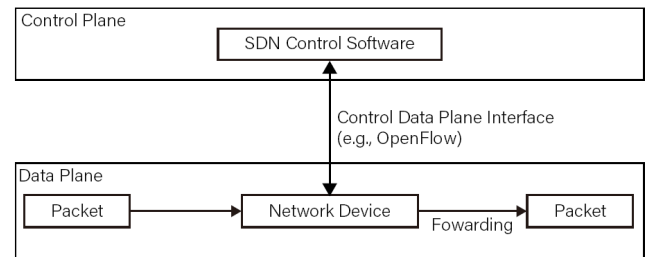 Control Plane
SDN Control Software
Control Data Plane Interface
(e.g., OpenFlow)
Data Plane
Packet
Network Device
Fowarding
Packet